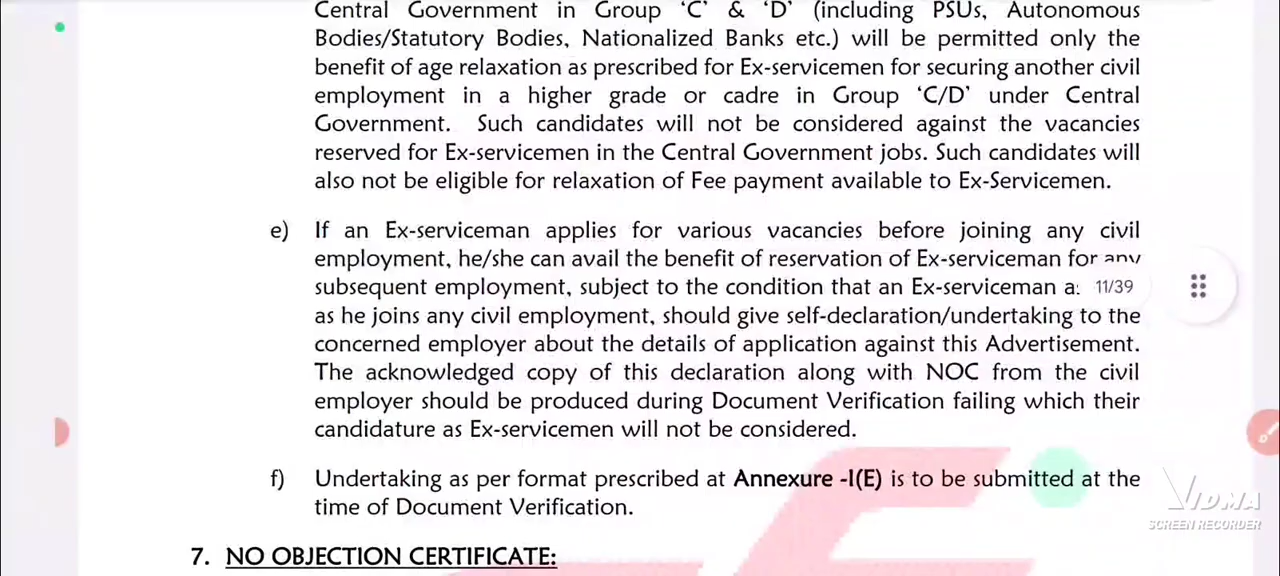 Central Government in Group ‘C’ & ‘D’ (including PSUs, Autonomous
Bodies/Statutory Bodies, Nationalized Banks etc.) will be permitted only the
benefit of age relaxation as prescribed for Ex-servicemen for securing another civil
employment in a higher grade or cadre in Group ‘C/D’ under Central
Government. Such candidates will not be considered against the vacancies
reserved for Ex-servicemen in the Central Government jobs. Such candidates will
also not be eligible for relaxation of Fee payment available to Ex-Servicemen.
e) If an Ex-serviceman applies for various vacancies before joining any civil
employment, he/she can avail the benefit of reservation of Ex-serviceman for any
subsequent employment, subject to the condition that an Ex-serviceman 11/39
as he joins any civil employment, should give self-declaration/undertaking to the
concerned employer about the details of application against this Advertisement.
The acknowledged copy of this declaration along with NOC from the civil
employer should be produced during Document Verification failing which their
candidature as Ex-servicemen will not be considered.
f) Undertaking as per format prescribed at Annexure -I(E) is to be submitted at the
time of Document Verification.
7. NO OBJECTION CERTIFICATE:
VIDMA
SCREEN RECORDER